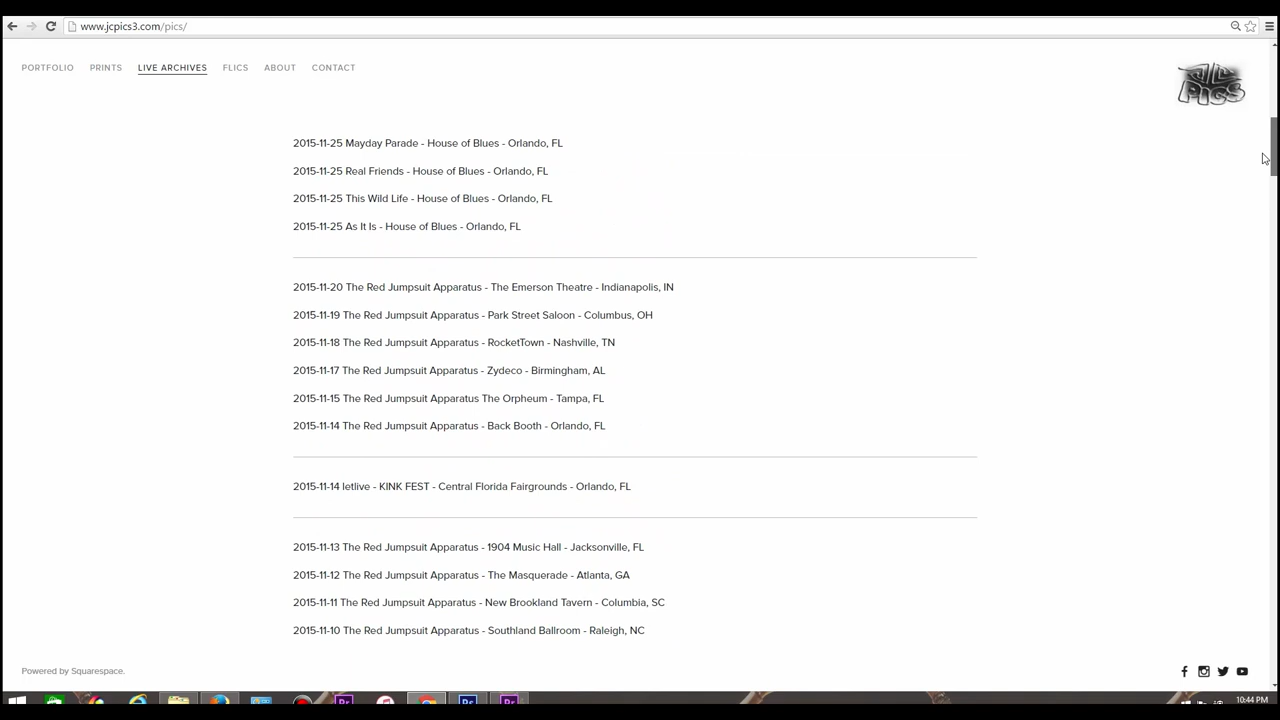 www.jcpics3.com/pics/
PORTFOLIO PRINTS LIVE ARCHIVES FLICS ABOUT CONTACT
PICS
2015-11-25 Mayday Parade - House of Blues - Orlando, FL
2015-11-25 Real Friends - House of Blues - Orlando, FL
2015-11-25 This Wild Life - House of Blues - Orlando, FL
2015-11-25 As It Is - House of Blues - Orlando, FL
2015-11-20 The Red Jumpsuit Apparatus - The Emerson Theatre - Indianapolis, IN
2015-11-19 The Red Jumpsuit Apparatus - Park Street Saloon - Columbus, OH
2015-11-18 The Red Jumpsuit Apparatus - RocketTown - Nashville, TN
2015-11-17 The Red Jumpsuit Apparatus - Zydeco - Birmingham, AL
2015-11-15 The Red Jumpsuit Apparatus The Orpheum - Tampa, FL
2015-11-14 The Red Jumpsuit Apparatus - Back Booth - Orlando, FL
2015-11-14 letlive - KINK FEST - Central Florida Fairgrounds - Orlando, FL
2015-11-13 The Red Jumpsuit Apparatus - 1904 Music Hall - Jacksonville, FL
2015-11-12 The Red Jumpsuit Apparatus - The Masquerade - Atlanta, GA
2015-11-11 The Red Jumpsuit Apparatus - New Brookland Tavern - Columbia, SC
2015-11-10 The Red Jumpsuit Apparatus - Southland Ballroom - Raleigh, NC
Powered by Squarespace.
Pr Ps Pr
10:44 PM